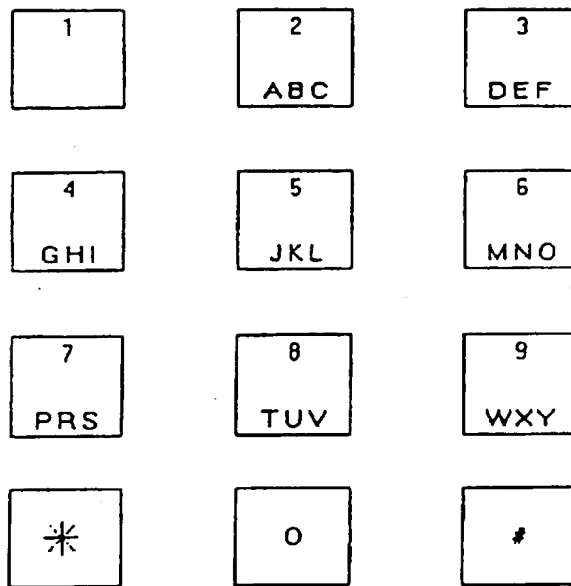 1 2 3
ABC DEF
4 5 6
GHI JKL MNO
7 8 9
PRS TUV WXY
* 0 #